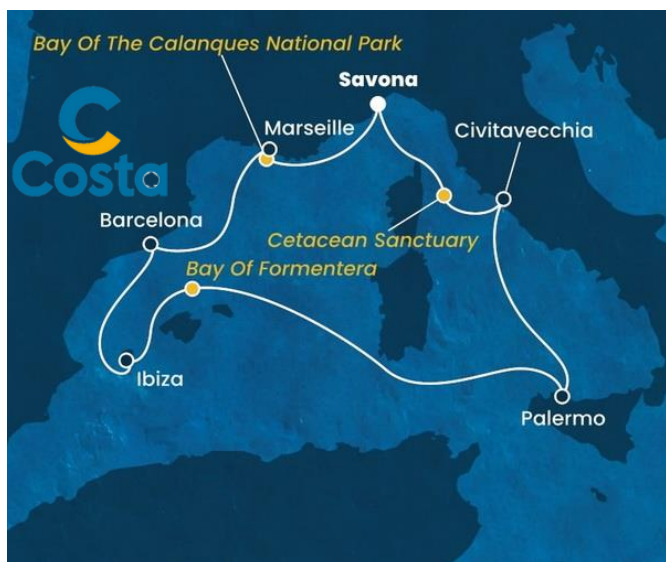 Bay Of The Calanques National Park
Savona
Marseille
Civitavecchia
Costa
Barcelona
Cetacean Sanctuary
Bay Of Formentera
Ibiza
Palermo